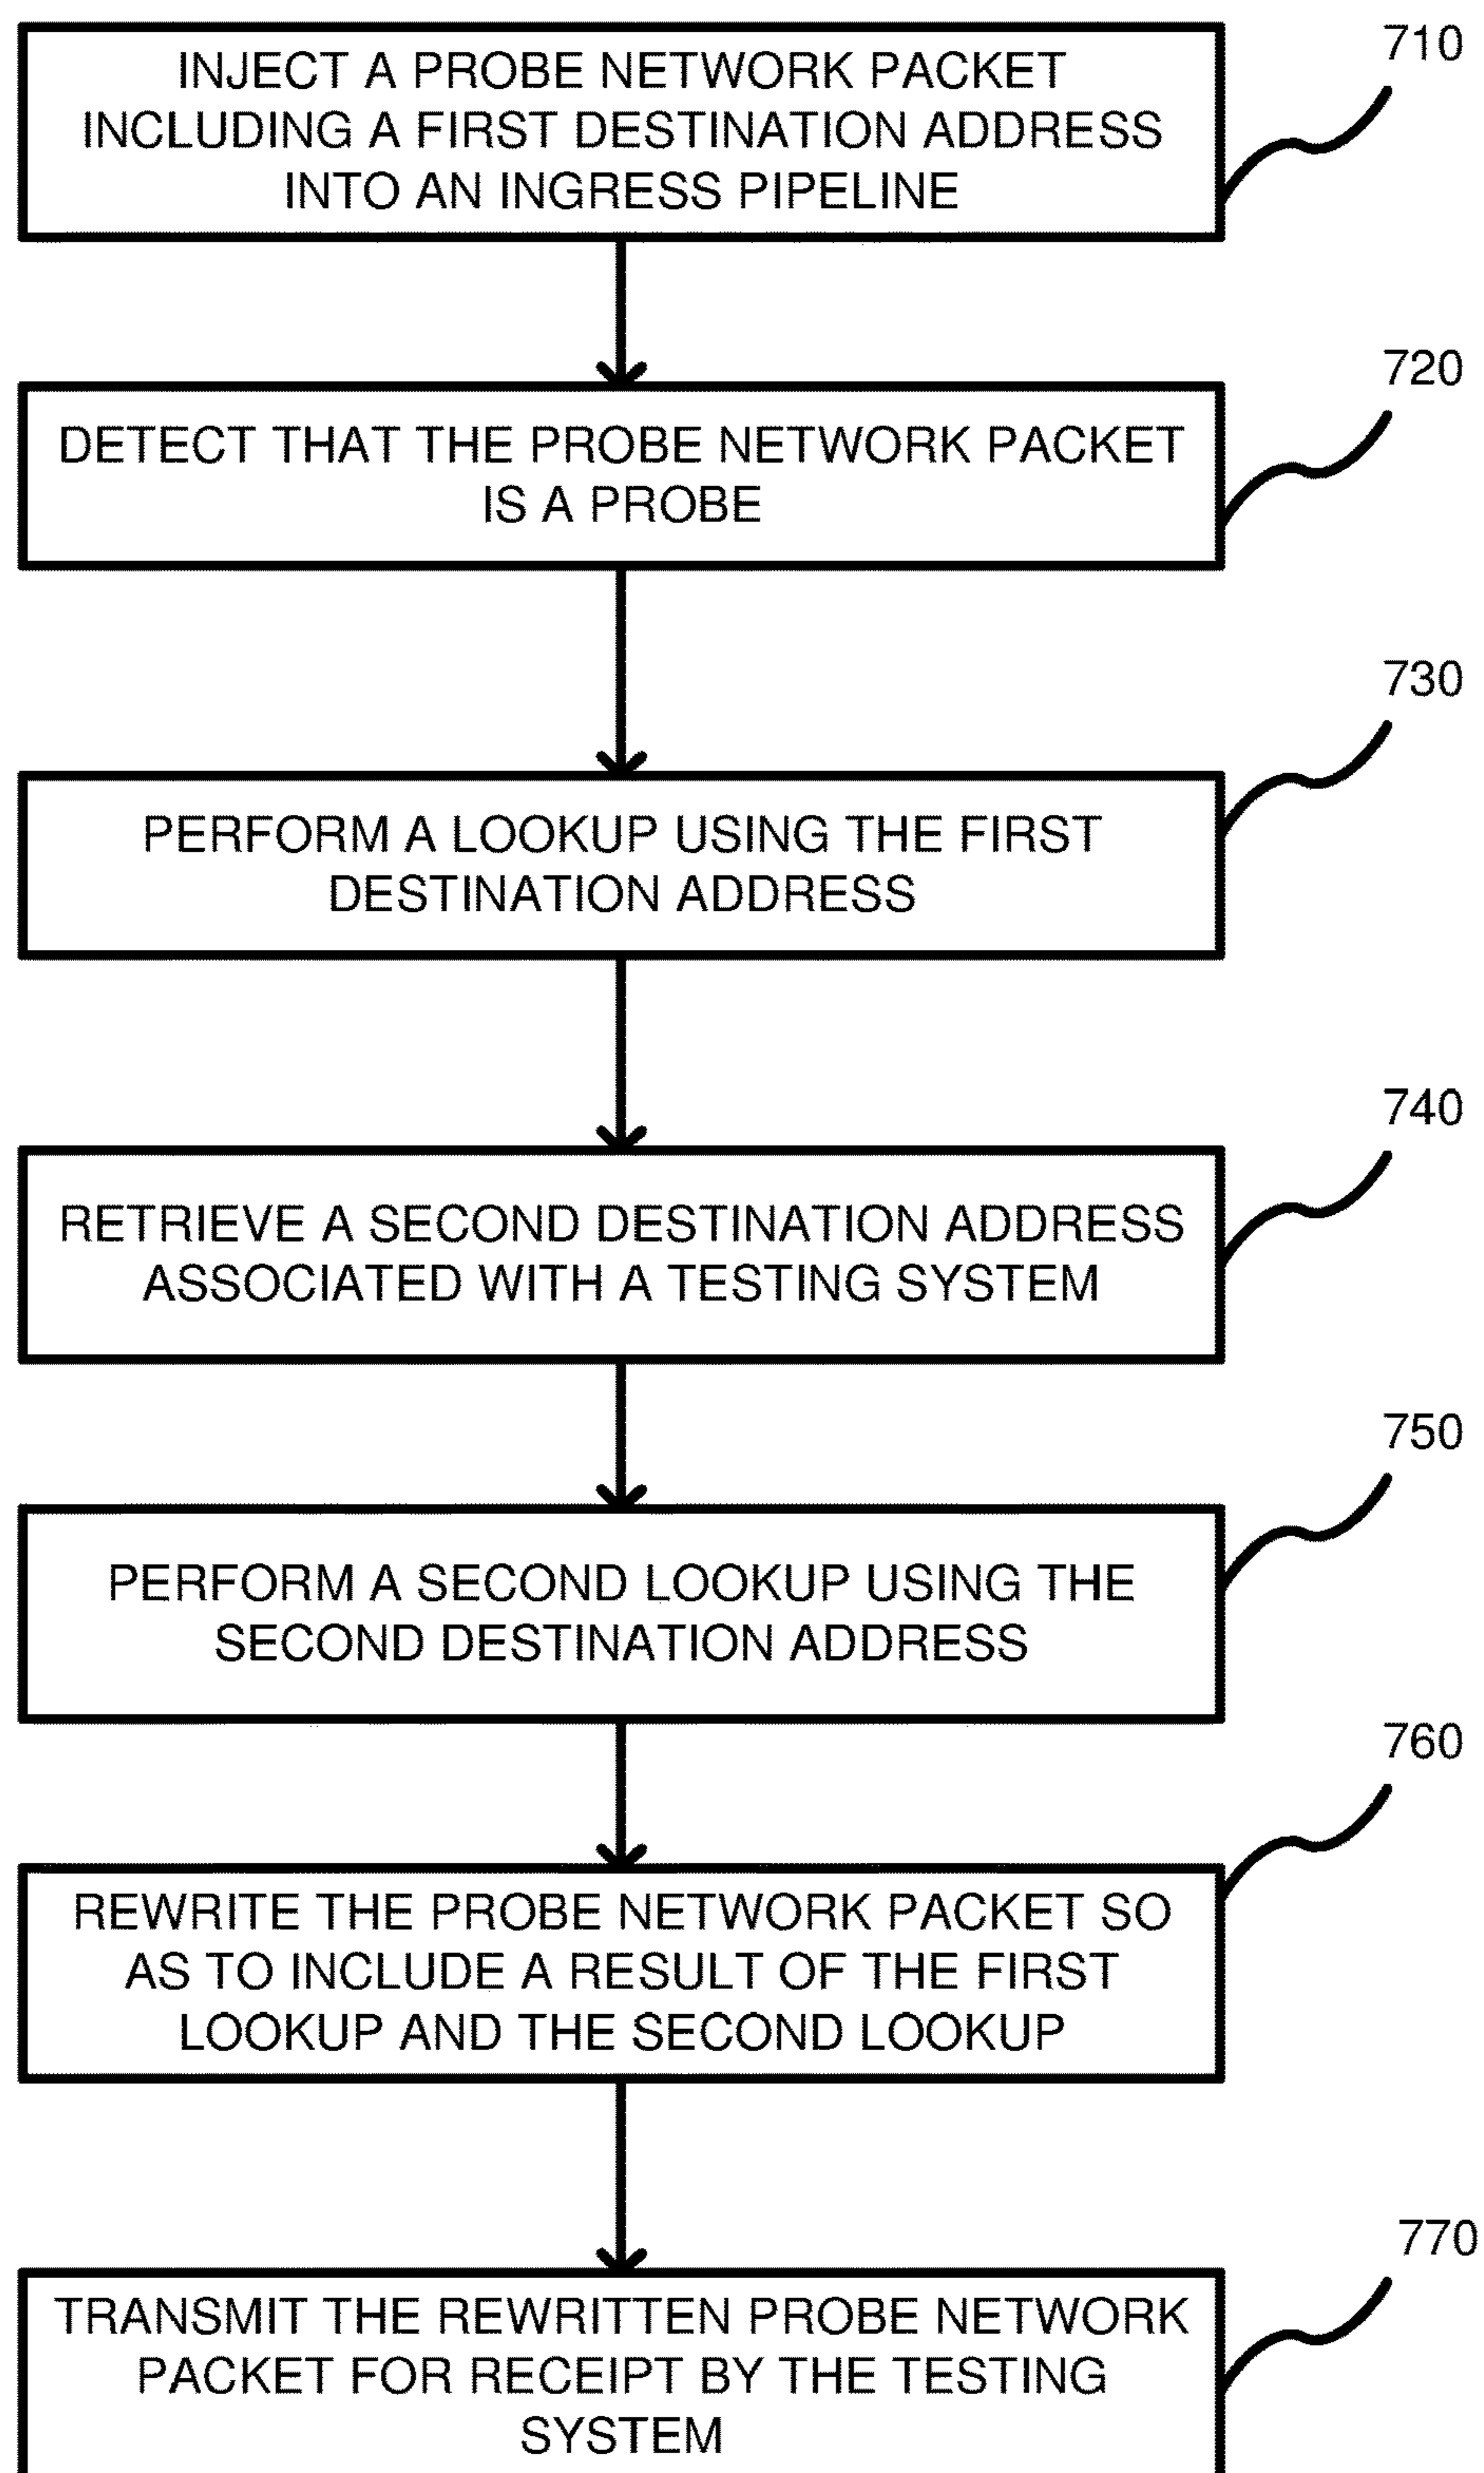 710
INJECT A PROBE NETWORK PACKET
INCLUDING A FIRST DESTINATION ADDRESS
INTO AN INGRESS PIPELINE
720
DETECT THAT THE PROBE NETWORK PACKET
IS A PROBE
730
PERFORM A LOOKUP USING THE FIRST
DESTINATION ADDRESS
740
RETRIEVE A SECOND DESTINATION ADDRESS
ASSOCIATED WITH A TESTING SYSTEM
750
PERFORM A SECOND LOOKUP USING THE
SECOND DESTINATION ADDRESS
760
REWRITE THE PROBE NETWORK PACKET SO
AS TO INCLUDE A RESULT OF THE FIRST
LOOKUP AND THE SECOND LOOKUP
770
TRANSMIT THE REWRITTEN PROBE NETWORK
PACKET FOR RECEIPT BY THE TESTING
SYSTEM